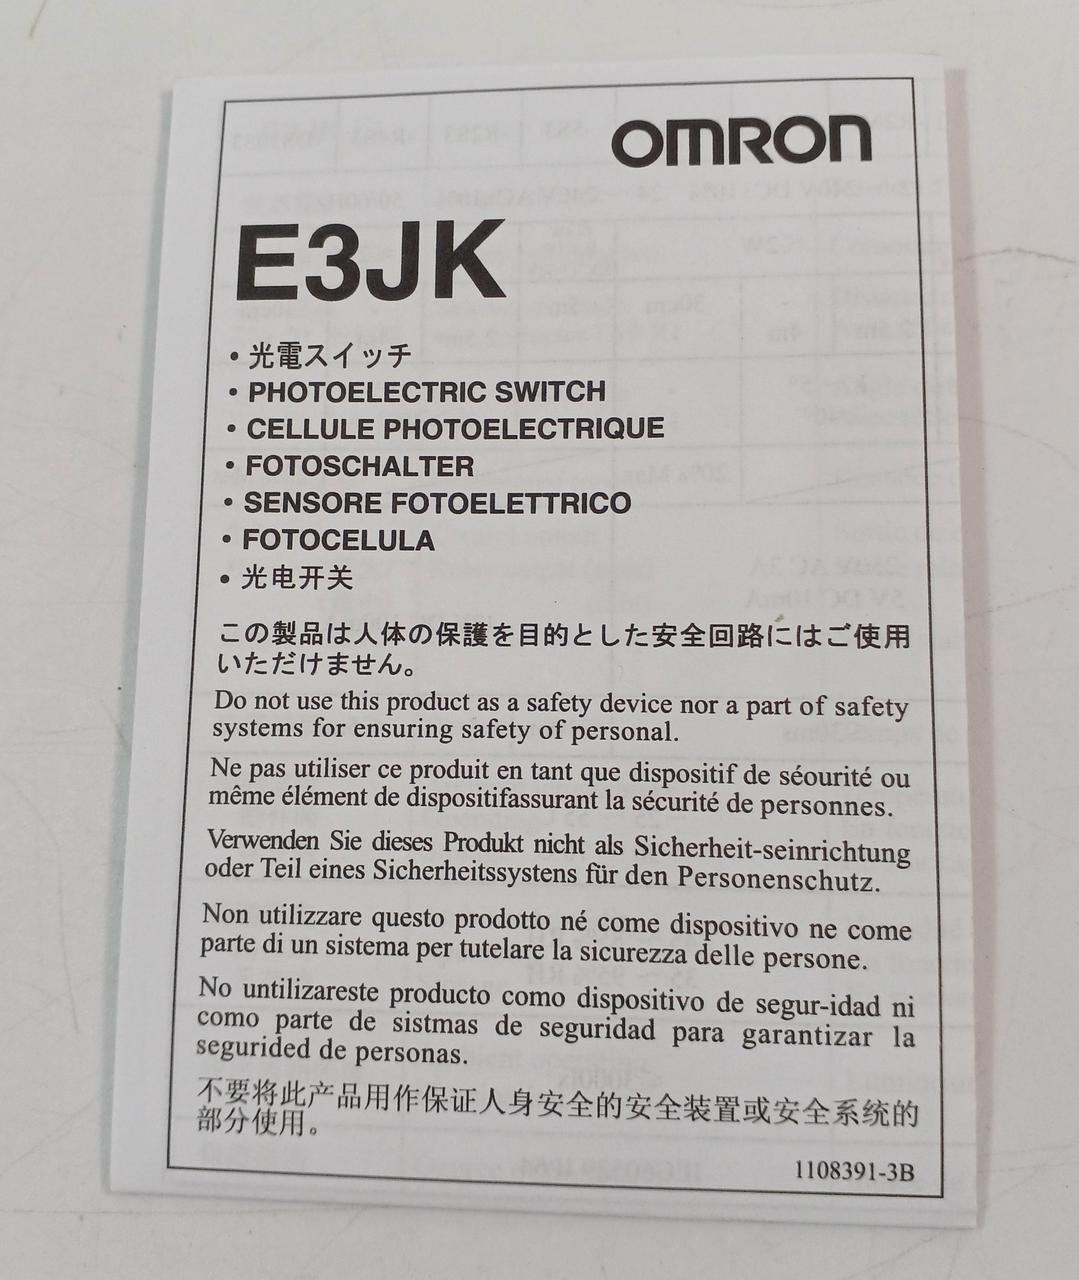 OMRON
E3JK
・光電スイッチ
・PHOTOELECTRIC SWITCH
・CELLULE PHOTOELECTRIQUE
・FOTOSCHALTER
・SENSORE FOTOELETTRICO
・FOTOCELULA
・光电开关
この製品は人体の保護を目的とした安全回路にはご使用
いただけません。
Do not use this product as a safety device nor a part of safety
systems for ensuring safety of personal.
Ne pas utiliser ce produit en tant que dispositif de séourité ou
même élément de dispositifassurant la sécurité de personnes.
Verwenden Sie dieses Produkt nicht als Sicherheit-seinrichtung
oder Teil eines Sicherheitssystens für den Personenschutz.
Non utilizzare questo prodotto né come dispositivo ne come
parte di un sistema per tutelare la sicurezza delle persone.
No untilizareste producto como dispositivo de segur-idad ni
como parte de sistmas de seguridad para garantizar la
segurided de personas.
不要将此产品用作保证人身安全的安全装置或安全系统的
部分使用。
1108391-3B